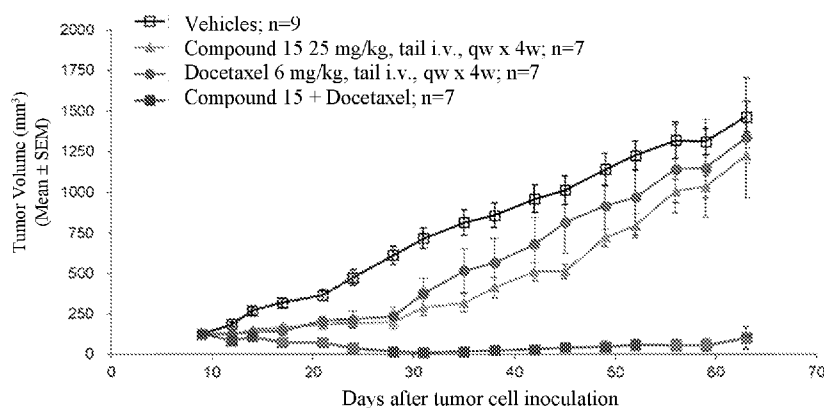 Vehicles; n=9
Compound 15 25 mg/kg, tail i.v., qw x 4w; n=7
Docetaxel 6 mg/kg, tail i.v., qw x 4w; n=7
Compound 15 + Docetaxel; n=7
Tumor Volume (mm³)
(Mean ± SEM)
2000
1750
1500
1250
1000
750
500
250
0
0 10 20 30 40 50 60 70
Days after tumor cell inoculation